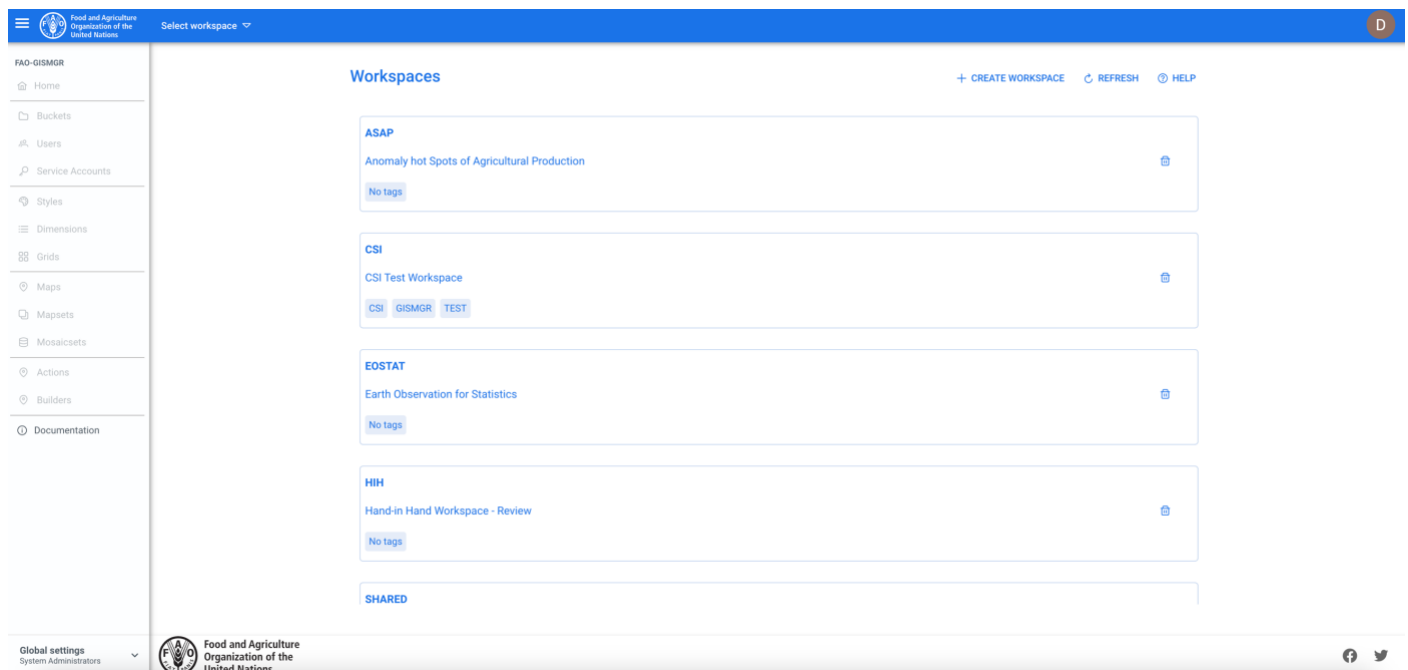 Food and Agriculture
Organization of the
United Nations
Select workspace
D
FAO-GISMGR
Home
Buckets
Users
Service Accounts
Styles
Dimensions
Grids
Maps
Mapsets
Mosaicsets
Actions
Builders
Documentation
Global settings
System Administrators
Workspaces
CREATE WORKSPACE REFRESH HELP
ASAP
Anomaly hot Spots of Agricultural Production
No tags
CSI
CSI Test Workspace
CSI GISMGR TEST
EOSTAT
Earth Observation for Statistics
No tags
HIH
Hand-in Hand Workspace - Review
No tags
SHARED
Food and Agriculture
Organization of the
United Nations